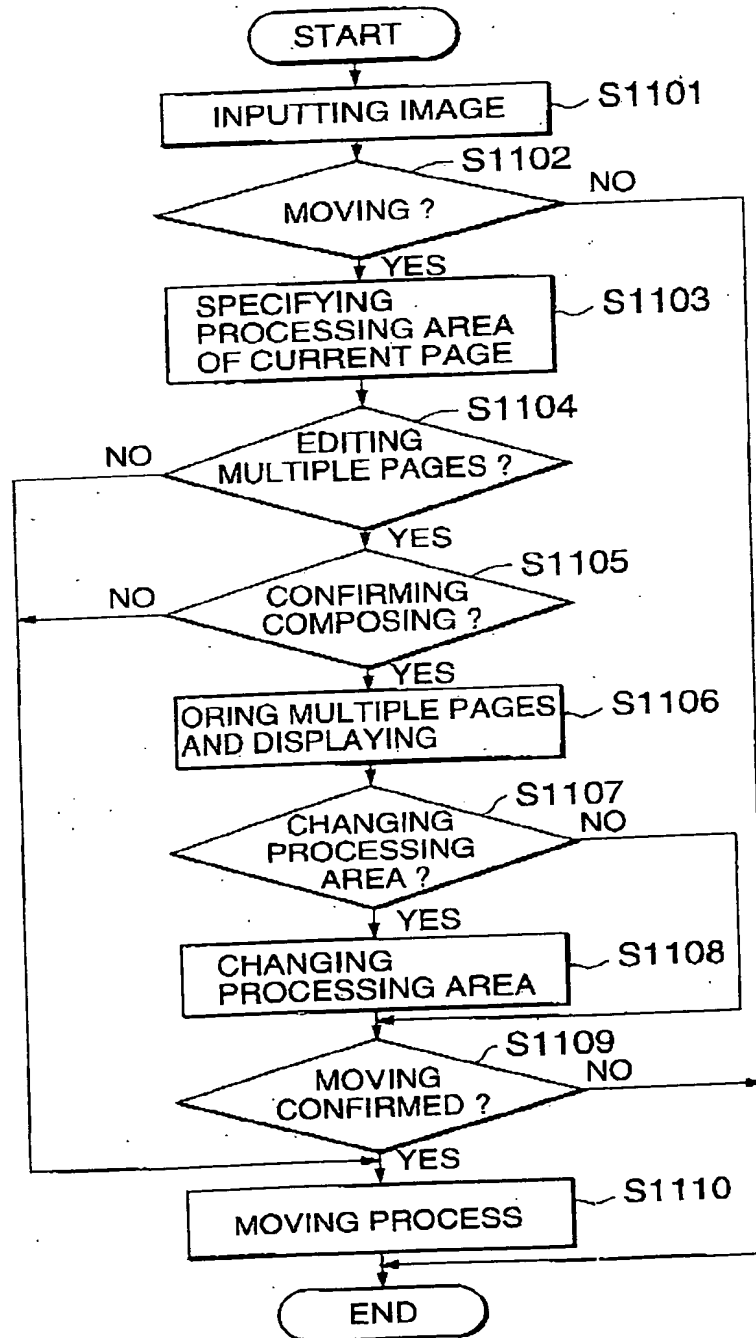 START
INPUTTING IMAGE
S1101
S1102
MOVING ?
NO
YES
SPECIFYING
PROCESSING AREA
OF CURRENT PAGE
S1103
S1104
NO
EDITING
MULTIPLE PAGES ?
YES
S1105
NO
CONFIRMING
COMPOSING ?
YES
ORING MULTIPLE PAGES
AND DISPLAYING
S1106
S1107
CHANGING
PROCESSING
AREA ?
NO
YES
CHANGING
PROCESSING AREA
S1108
S1109
MOVING
CONFIRMED ?
NO
YES
MOVING PROCESS
S1110
END